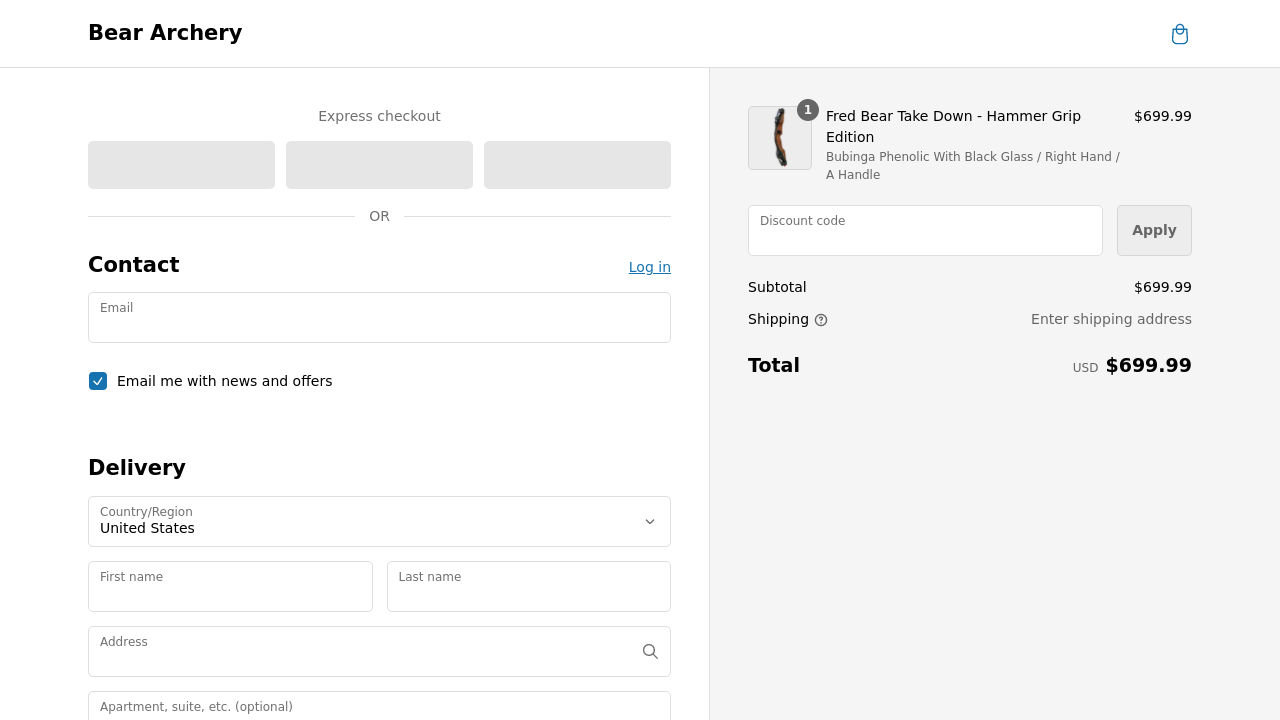 Bear Archery
Express checkout
OR
Contact
Log in
Email
Email me with news and offers
Delivery
Country/Region
United States
First name
Last name
Address
Apartment, suite, etc. (optional)
1
Fred Bear Take Down - Hammer Grip
Edition
$699.99
Bubinga Phenolic With Black Glass / Right Hand /
A Handle
Discount code
Apply
Subtotal
$699.99
Shipping
Enter shipping address
Total
USD $699.99